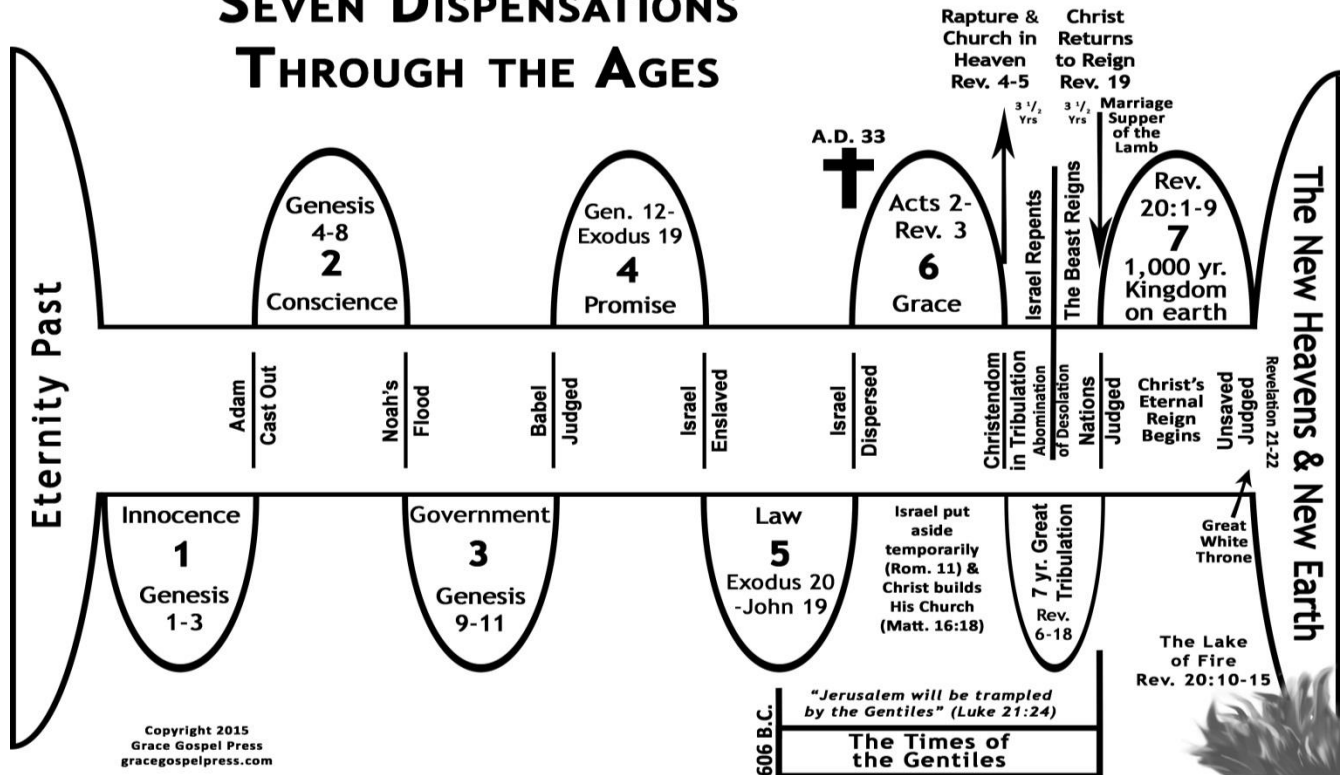 SEVEN DISPENSATIONS
THROUGH THE AGES
Rapture &
Church in
Heaven
Rev. 4-5
Christ
Returns
to Reign
Rev. 19
3 1/2
Yrs
3 1/2
Yrs
Marriage
Supper
of the
Lamb
A.D. 33
Eternity Past
Genesis
4-8
2
Conscience
Gen. 12-
Exodus 19
4
Promise
Acts 2-
Rev. 3
6
Grace
Israel Repents
The Beast Reigns
Rev.
20:1-9
7
1,000 yr.
Kingdom
on earth
The New Heavens & New Earth
Adam
Cast Out
Noah's
Flood
Babel
Judged
Israel
Enslaved
Israel
Dispersed
Christendom
in Tribulation
Abomination
of Desolation
Nations
Judged
Christ's
Eternal
Reign
Begins
Unsaved
Judged
Revelation 21-22
Innocence
1
Genesis
1-3
Government
3
Genesis
9-11
Law
5
Exodus 20
-John 19
Israel put
aside
temporarily
(Rom. 11) &
Christ builds
His Church
(Matt. 16:18)
7 yr. Great
Tribulation
Rev.
6-18
Great
White
Throne
The Lake
of Fire
Rev. 20:10-15
606 B.C.
"Jerusalem will be trampled
by the Gentiles" (Luke 21:24)
The Times of
the Gentiles
Copyright 2015
Grace Gospel Press
gracegospelpress.com